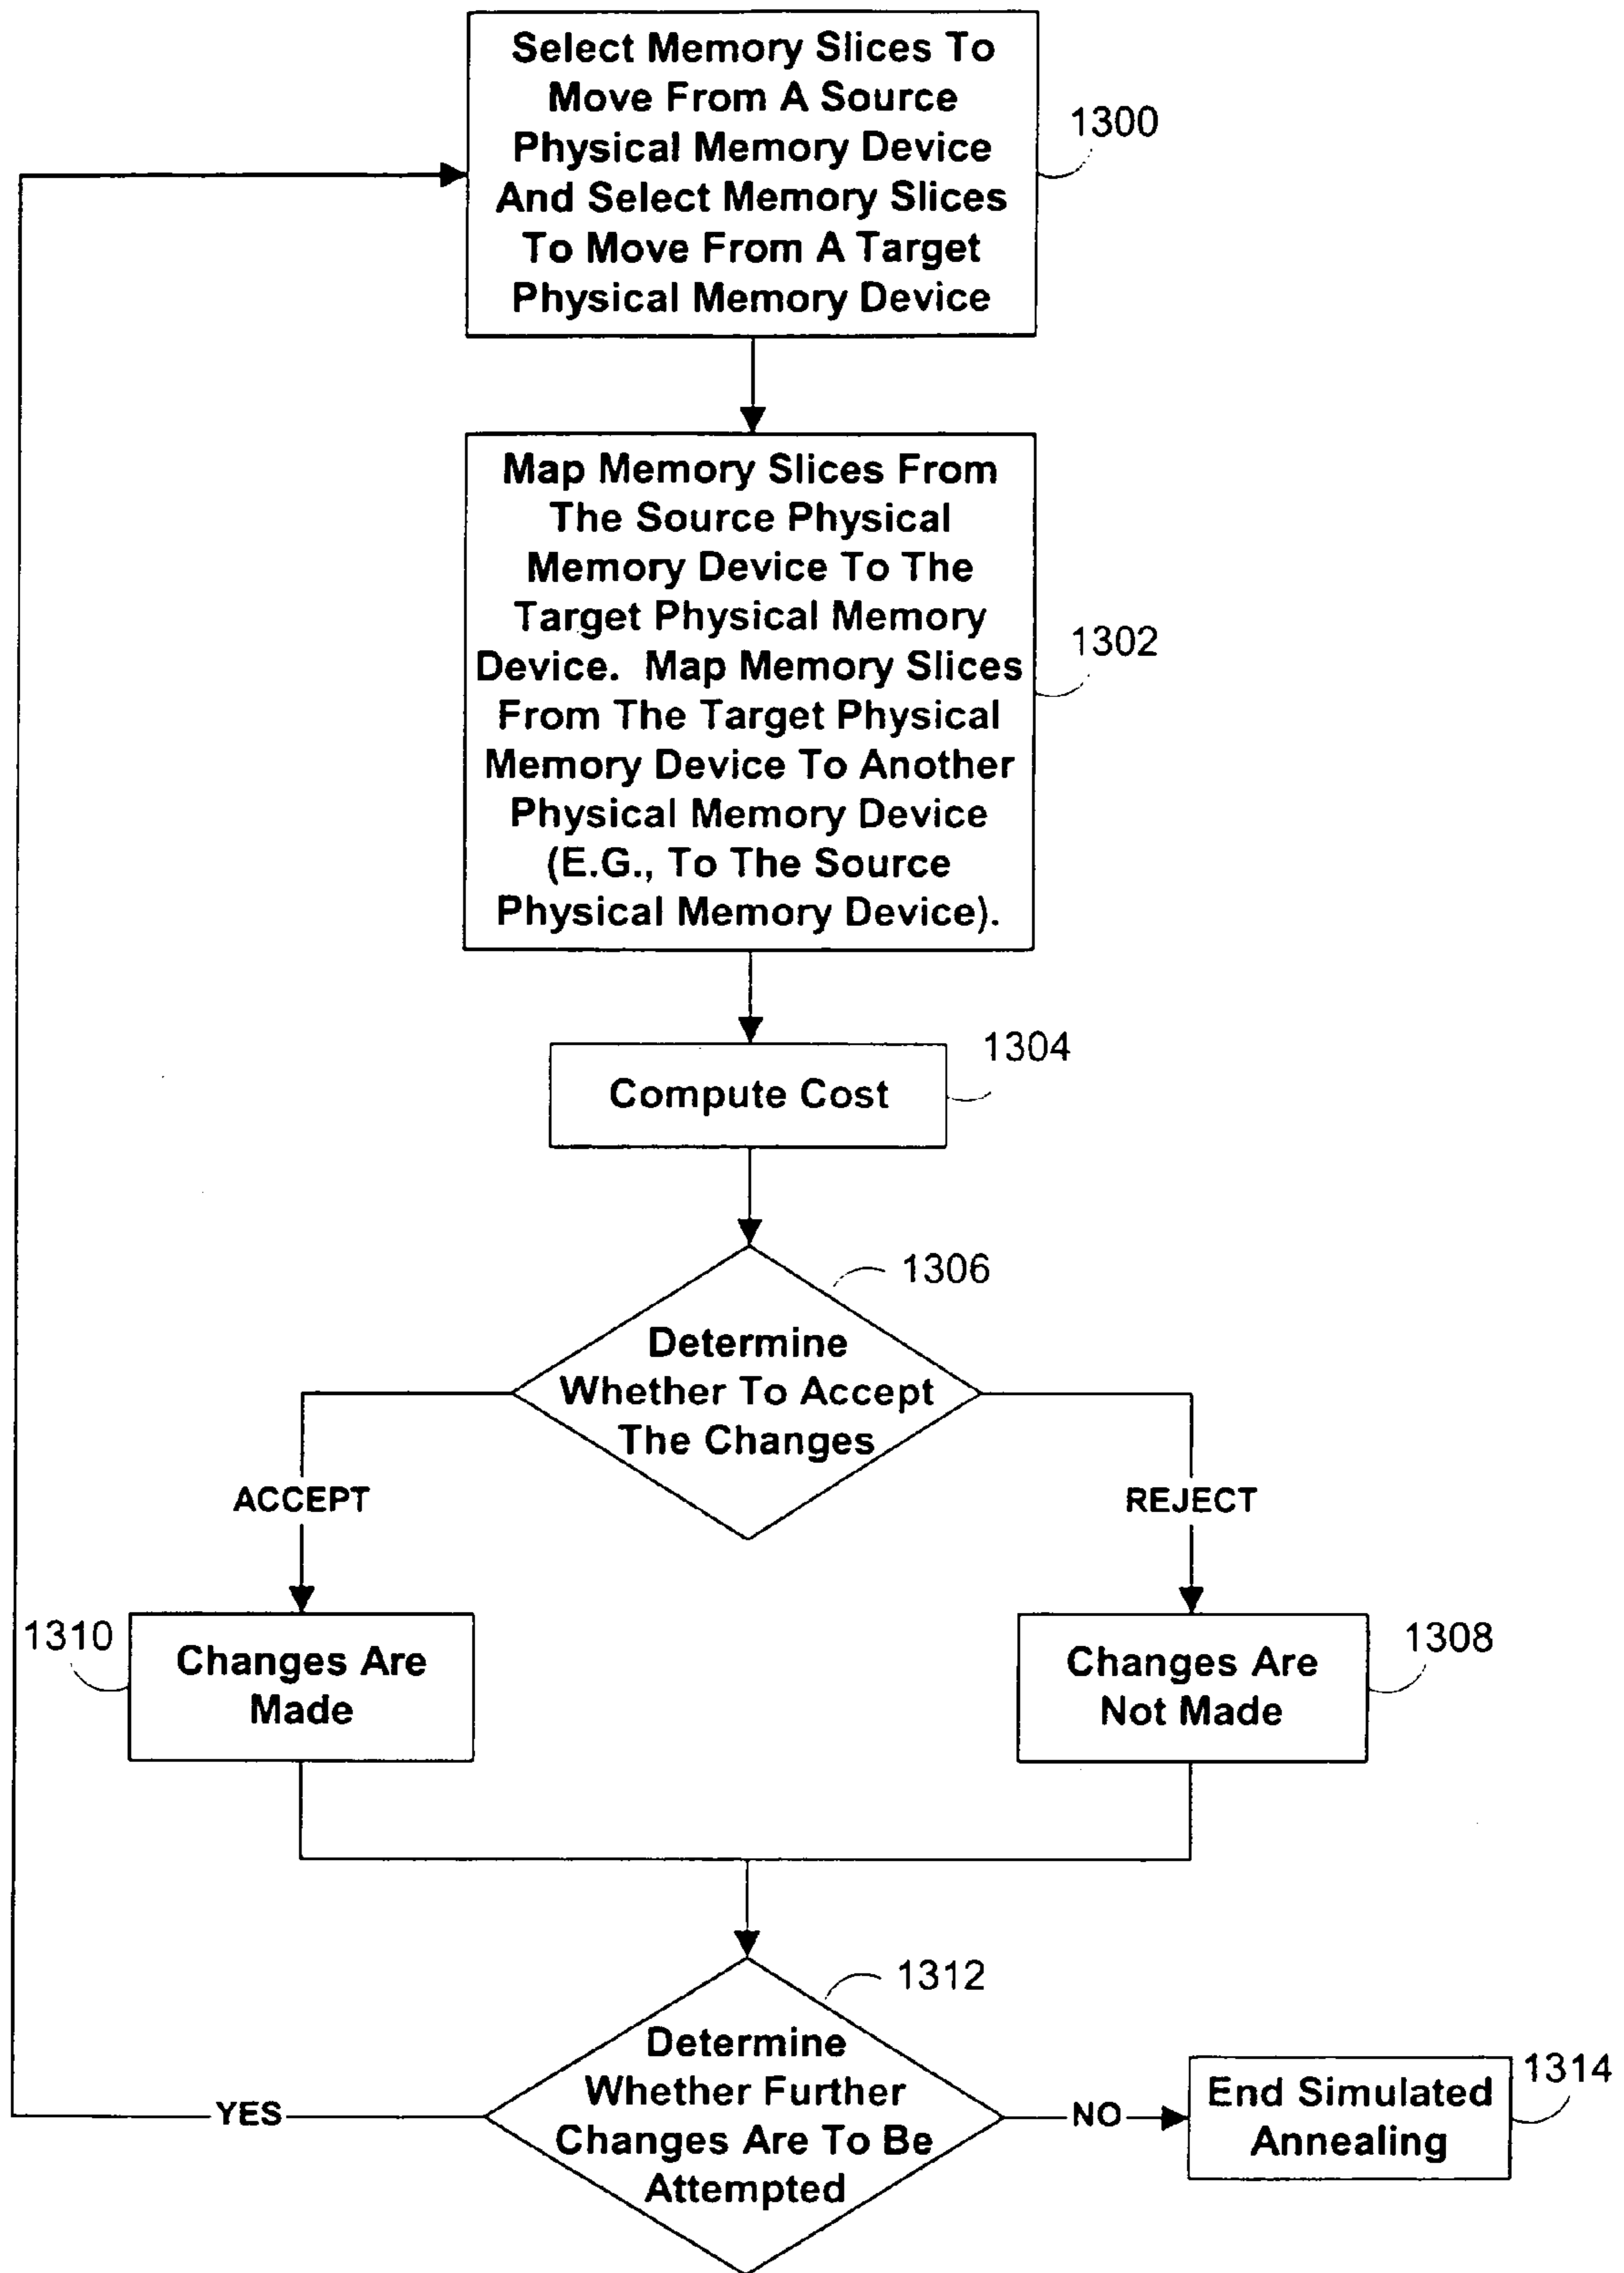 Select Memory Slices To
Move From A Source
Physical Memory Device
And Select Memory Slices
To Move From A Target
Physical Memory Device
1300
Map Memory Slices From
The Source Physical
Memory Device To The
Target Physical Memory
Device. Map Memory Slices
From The Target Physical
Memory Device To Another
Physical Memory Device
(E.G., To The Source
Physical Memory Device).
1302
Compute Cost
1304
1306
Determine
Whether To Accept
The Changes
ACCEPT
REJECT
1310
Changes Are
Made
Changes Are
Not Made
1308
1312
Determine
Whether Further
Changes Are To Be
Attempted
YES
NO
End Simulated
Annealing
1314